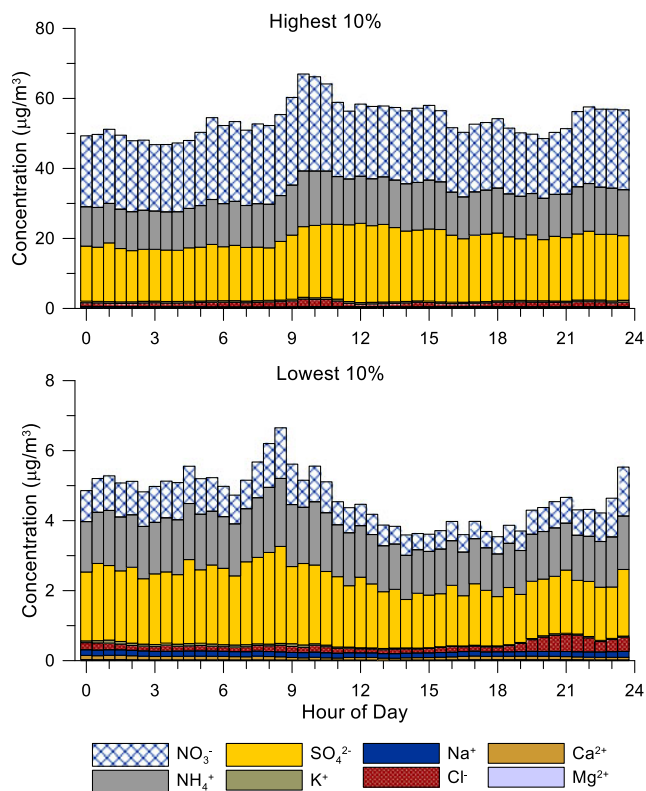 Highest 10%
80
60
40
20
0
Concentration (μg/m³)
0 3 6 9 12 15 18 21 24
Lowest 10%
8
6
4
2
0
Concentration (μg/m³)
0 3 6 9 12 15 18 21 24
Hour of Day
NO₃⁻ SO₄²⁻ Na⁺ Ca²⁺
NH₄⁺ K⁺ Cl⁻ Mg²⁺